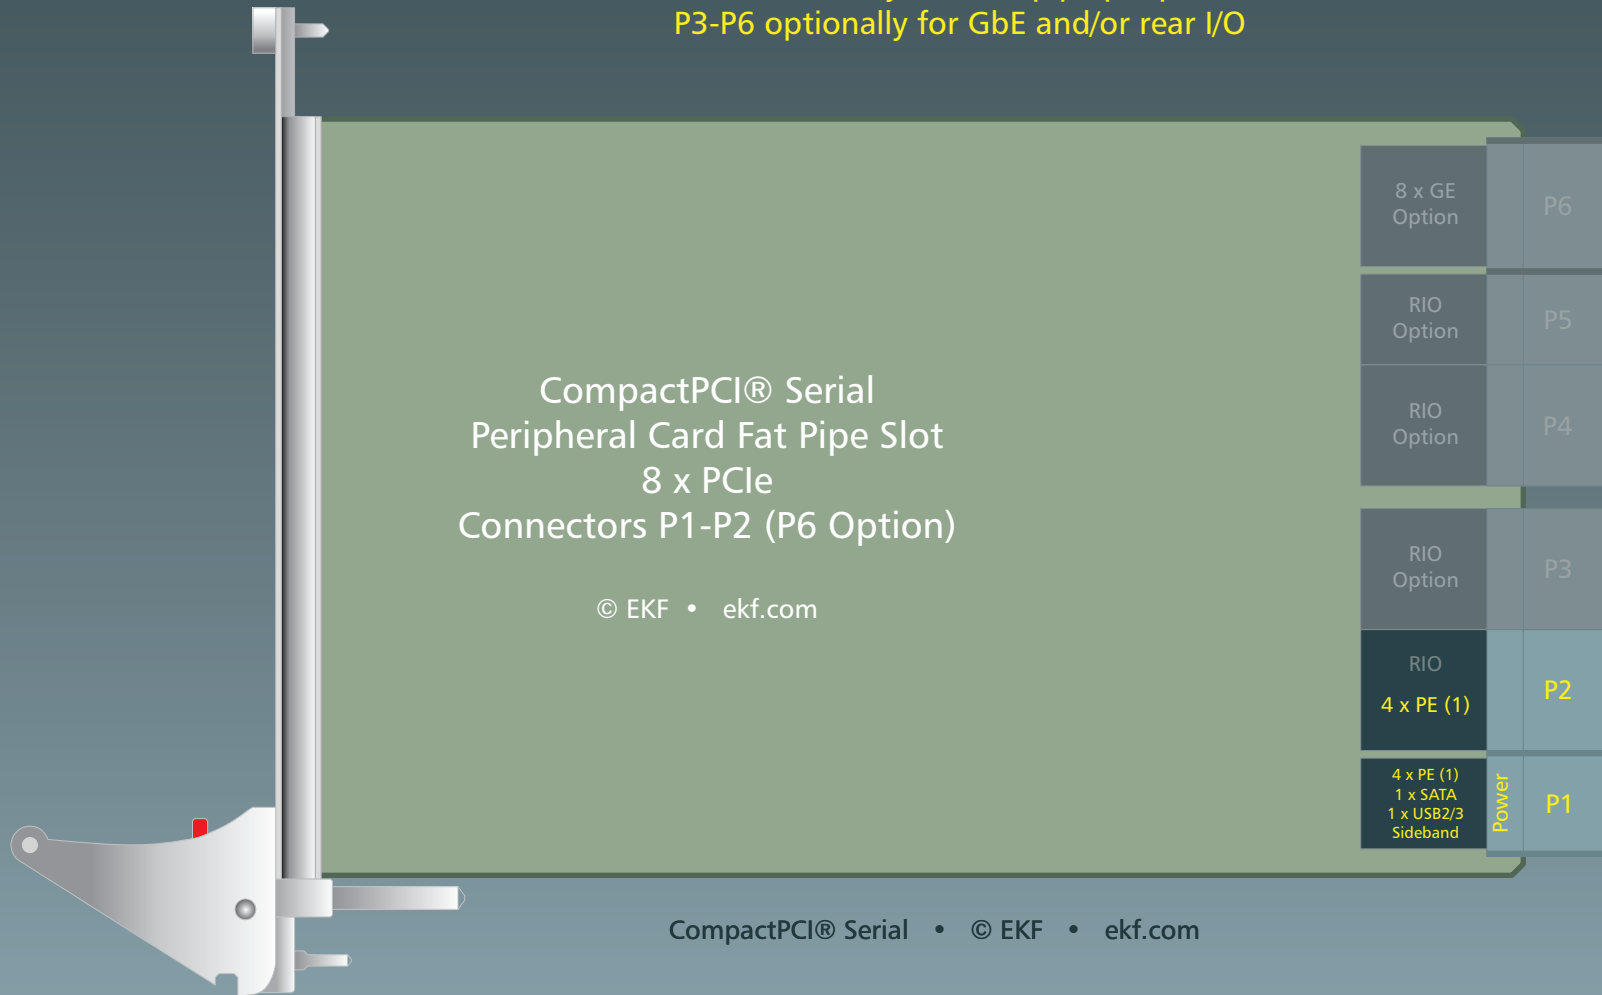 P3-P6 optionally for GbE and/or rear I/O
8 x GE
Option
P6
RIO
Option
P5
RIO
Option
P4
CompactPCI® Serial
Peripheral Card Fat Pipe Slot
8 x PCIe
Connectors P1-P2 (P6 Option)
© EKF • ekf.com
RIO
Option
P3
RIO
4 x PE (1)
P2
4 x PE (1)
1 x SATA
1 x USB2/3
Sideband
Power
P1
CompactPCI® Serial • © EKF • ekf.com